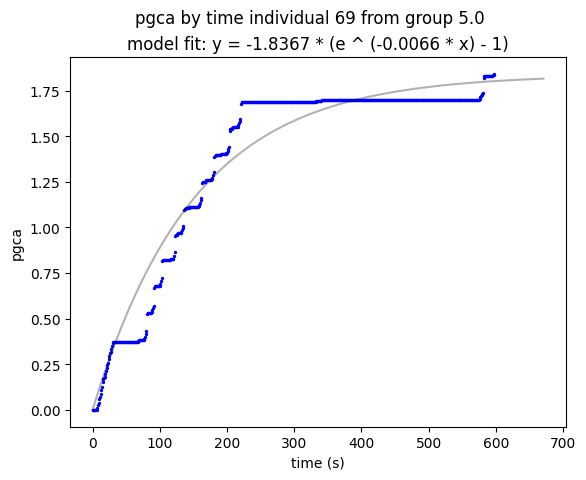 pgca by time individual 69 from group 5.0
model fit: y = -1.8367 * (e ^ (-0.0066 * x) - 1)
1.75
1.50
1.25
1.00
0.75
0.50
0.25
0.00
pgca
0 100 200 300 400 500 600 700
time (s)